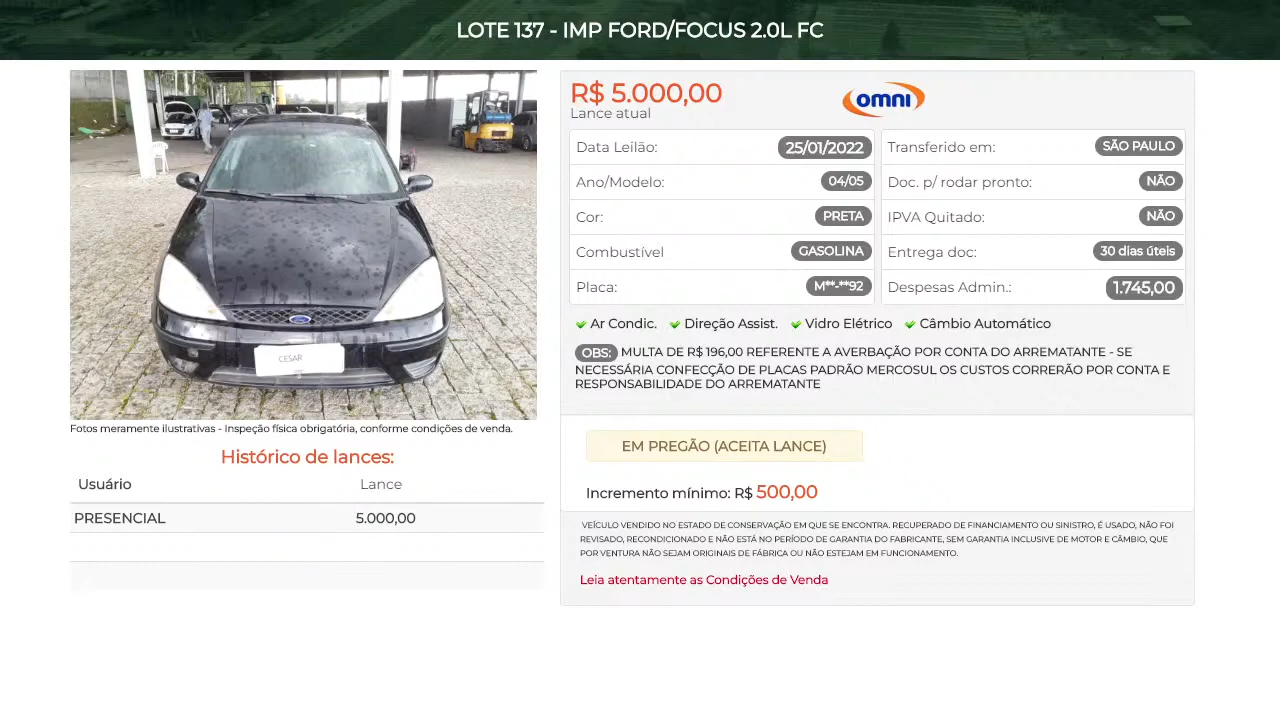 LOTE 137 - IMP FORD/FOCUS 2.0L FC
CESAR
Fotos meramente ilustrativas - Inspeção física obrigatória, conforme condições de venda.
Histórico de lances:
Usuário Lance
PRESENCIAL 5.000,00
R$ 5.000,00
Lance atual
omni
Data Leilão: 25/01/2022
Ano/Modelo: 04/05
Cor: PRETA
Combustível GASOLINA
Placa: M**-**92
Transferido em: SÃO PAULO
Doc. p/ rodar pronto: NÃO
IPVA Quitado: NÃO
Entrega doc: 30 dias úteis
Despesas Admin.: 1.745,00
Ar Condic. Direção Assist. Vidro Elétrico Câmbio Automático
OBS: MULTA DE R$ 196,00 REFERENTE A AVERBAÇÃO POR CONTA DO ARREMATANTE - SE
NECESSÁRIA CONFECÇÃO DE PLACAS PADRÃO MERCOSUL OS CUSTOS CORRERÃO POR CONTA E
RESPONSABILIDADE DO ARREMATANTE
EM PREGÃO (ACEITA LANCE)
Incremento mínimo: R$ 500,00
VEÍCULO VENDIDO NO ESTADO DE CONSERVAÇÃO EM QUE SE ENCONTRA. RECUPERADO DE FINANCIAMENTO OU SINISTRO, É USADO, NÃO FOI
REVISADO, RECONDICIONADO E NÃO ESTÁ NO PERÍODO DE GARANTIA DO FABRICANTE, SEM GARANTIA INCLUSIVE DE MOTOR E CÂMBIO, QUE
POR VENTURA NÃO SEJAM ORIGINAIS DE FÁBRICA OU NÃO ESTEJAM EM FUNCIONAMENTO.
Leia atentamente as Condições de Venda